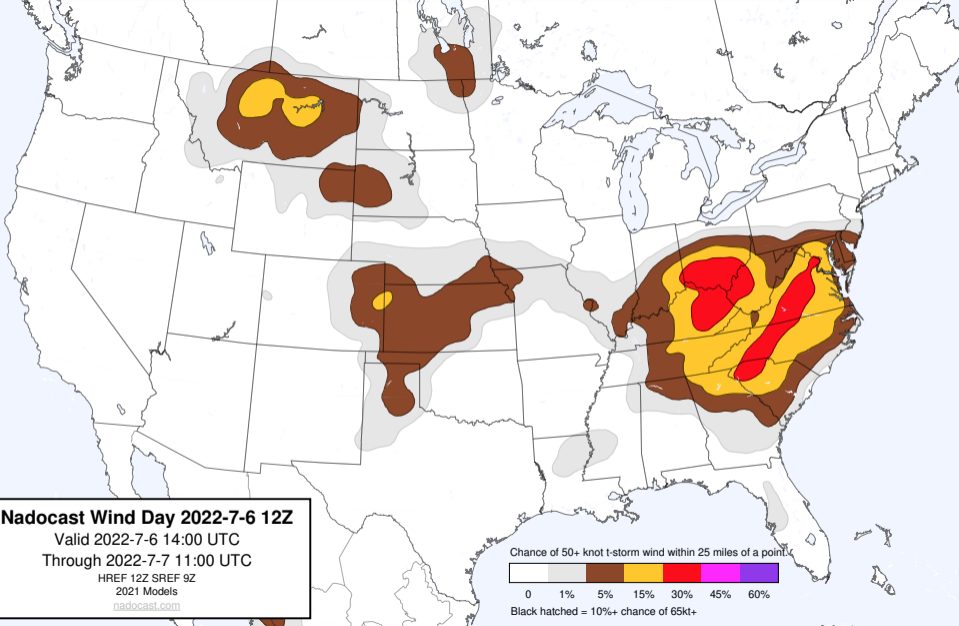 Nadocast Wind Day 2022-7-6 12Z
Valid 2022-7-6 14:00 UTC
Through 2022-7-7 11:00 UTC
HREF 12Z SREF 9Z
2021 Models
nadocast.com
Chance of 50+ knot t-storm wind within 25 miles of a point.
0 1% 5% 15% 30% 45% 60%
Black hatched = 10%+ chance of 65kt+